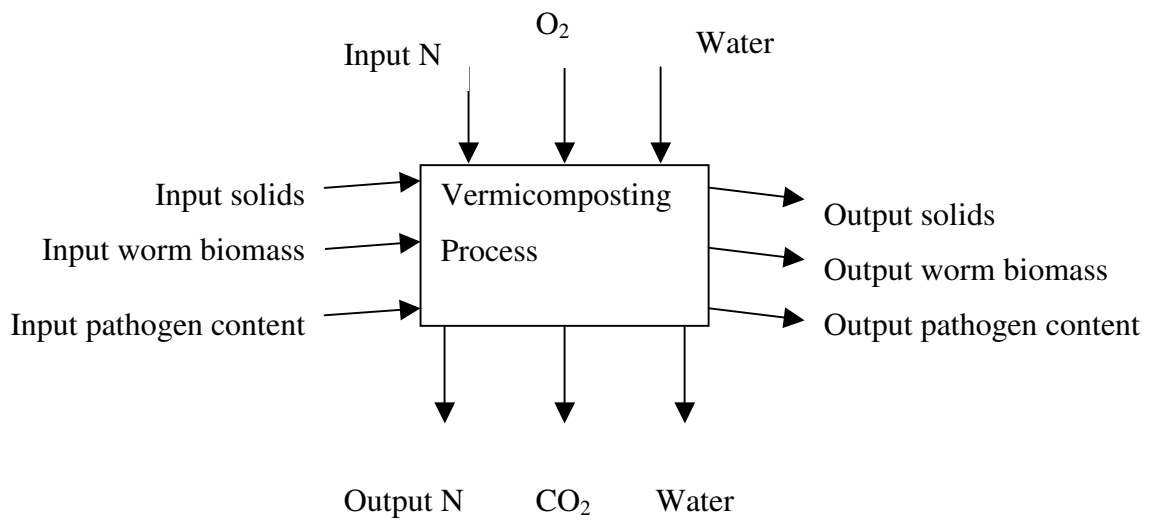 Input N
O₂
Water
Input solids
Vermicomposting
Output solids
Input worm biomass
Process
Output worm biomass
Input pathogen content
Output pathogen content
Output N
CO₂
Water